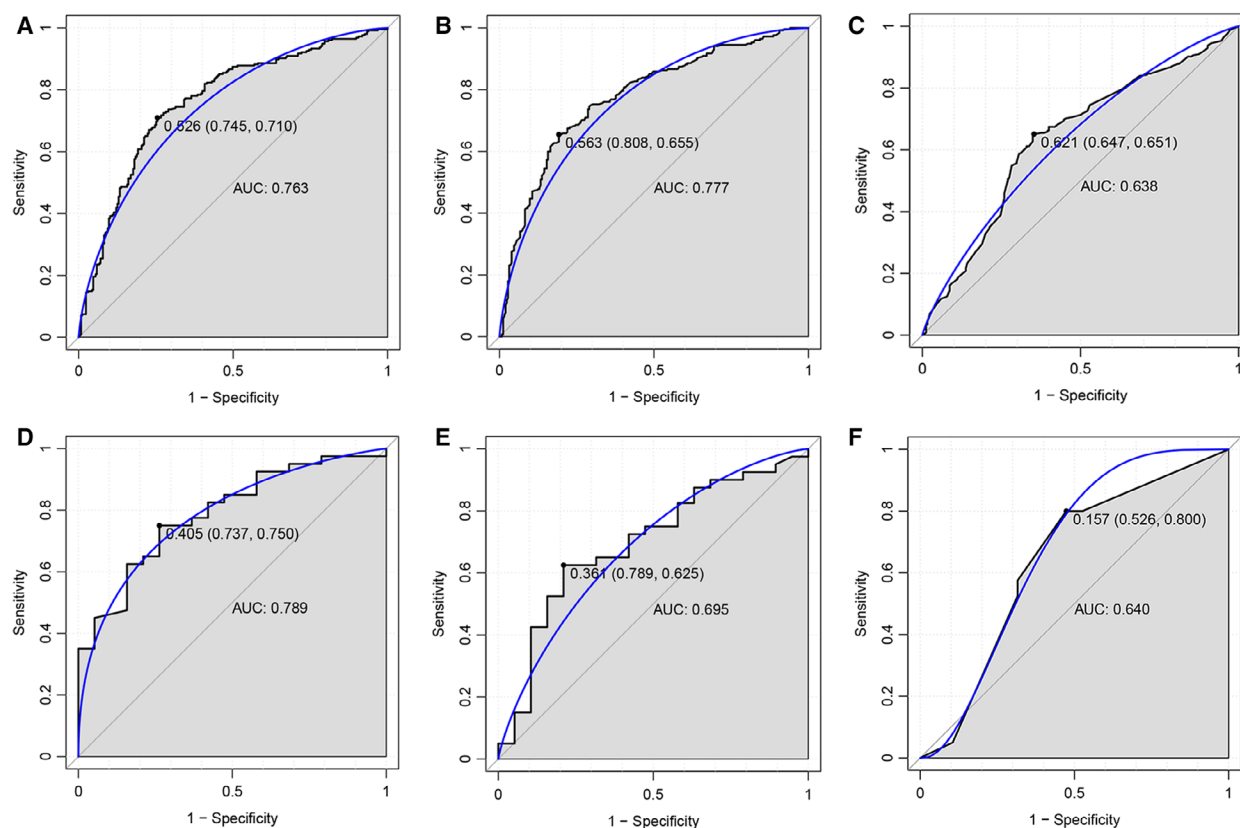 A
Sensitivity
0 0.2 0.4 0.6 0.8 1
0.526 (0.745, 0.710)
AUC: 0.763
0 0.5 1
1 − Specificity
B
Sensitivity
0 0.2 0.4 0.6 0.8 1
0.563 (0.808, 0.655)
AUC: 0.777
0 0.5 1
1 − Specificity
C
Sensitivity
0 0.2 0.4 0.6 0.8 1
0.621 (0.647, 0.651)
AUC: 0.638
0 0.5 1
1 − Specificity
D
Sensitivity
0 0.2 0.4 0.6 0.8 1
0.405 (0.737, 0.750)
AUC: 0.789
0 0.5 1
1 − Specificity
E
Sensitivity
0 0.2 0.4 0.6 0.8 1
0.361 (0.789, 0.625)
AUC: 0.695
0 0.5 1
1 − Specificity
F
Sensitivity
0 0.2 0.4 0.6 0.8 1
0.157 (0.526, 0.800)
AUC: 0.640
0 0.5 1
1 − Specificity